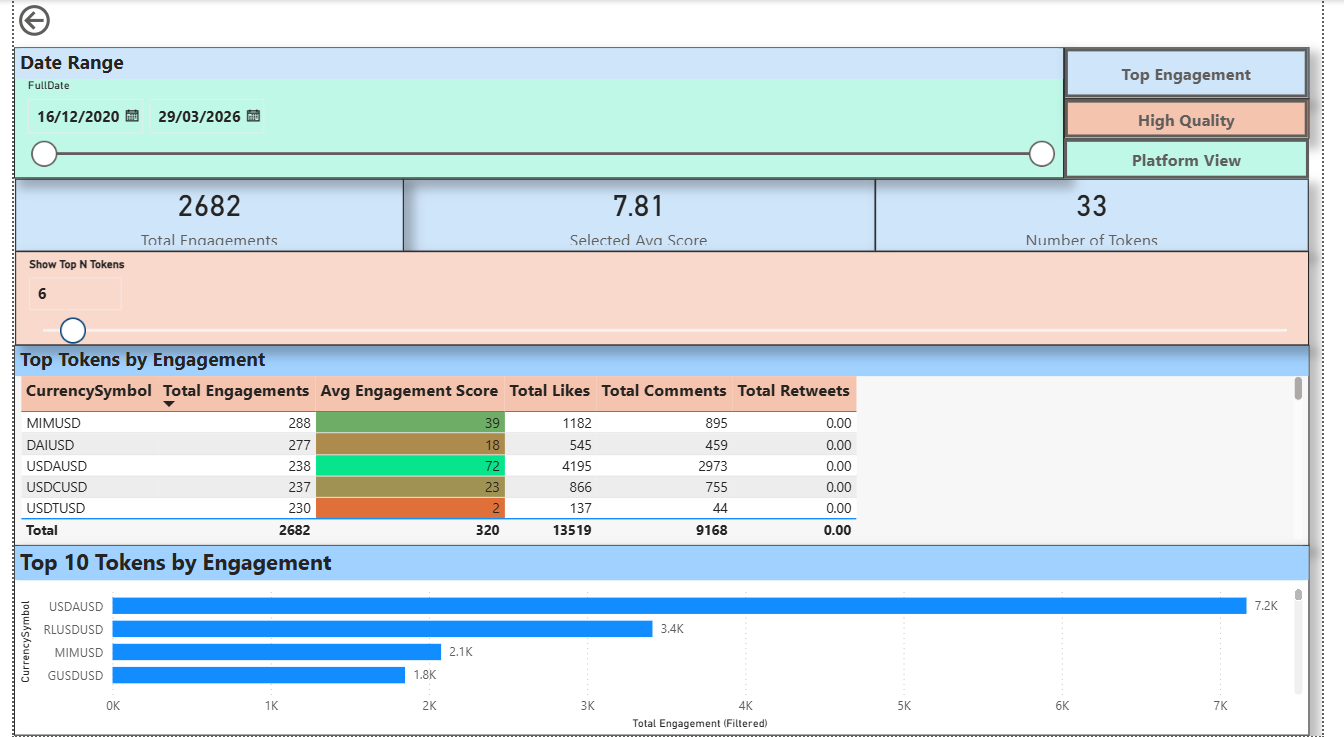 Date Range
FullDate
16/12/2020 29/03/2026
Top Engagement
High Quality
Platform View
2682
Total Engagements
7.81
Selected Avg Score
33
Number of Tokens
Show Top N Tokens
6
Top Tokens by Engagement
CurrencySymbol Total Engagements Avg Engagement Score Total Likes Total Comments Total Retweets
MIMUSD 288 39 1182 895 0.00
DAIUSD 277 18 545 459 0.00
USDAUSD 238 72 4195 2973 0.00
USDCUSD 237 23 866 755 0.00
USDTUSD 230 2 137 44 0.00
Total 2682 320 13519 9168 0.00
Top 10 Tokens by Engagement
CurrencySymbol
USDAUSD 7.2K
RLUSDUSD 3.4K
MIMUSD 2.1K
GUSDUSD 1.8K
0K 1K 2K 3K 4K 5K 6K 7K
Total Engagement (Filtered)